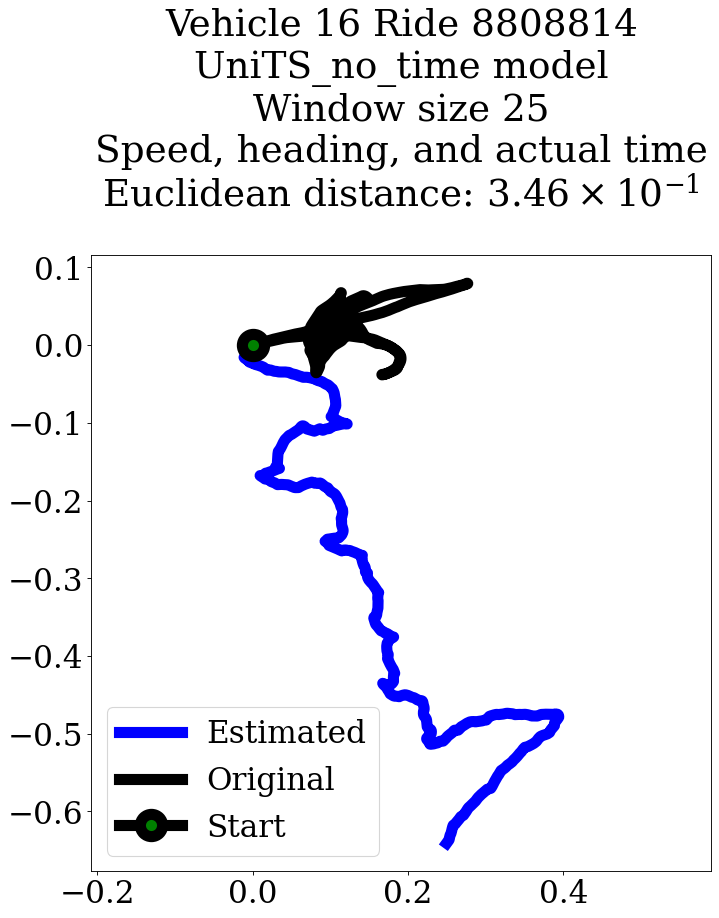 Vehicle 16 Ride 8808814
UniTS_no_time model
Window size 25
Speed, heading, and actual time
Euclidean distance: 3.46 × 10⁻¹
0.1
0.0
−0.1
−0.2
−0.3
−0.4
−0.5
−0.6
Estimated
Original
Start
−0.2 0.0 0.2 0.4